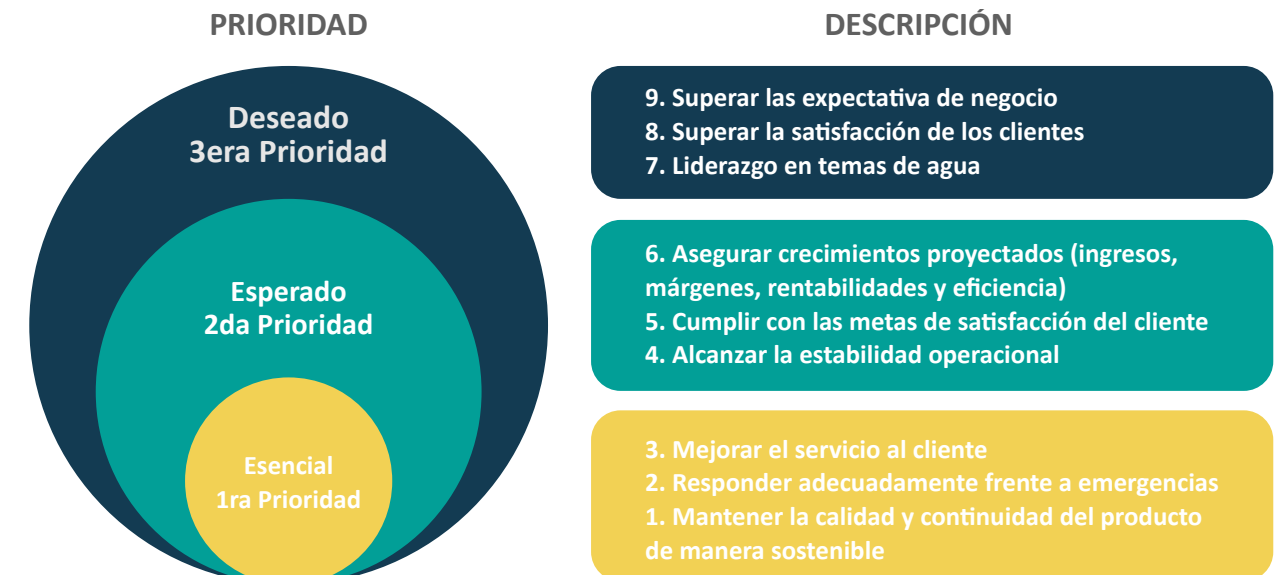 PRIORIDAD
DESCRIPCIÓN
Deseado
3era Prioridad
9. Superar las expectativa de negocio
8. Superar la satisfacción de los clientes
7. Liderazgo en temas de agua
Esperado
2da Prioridad
6. Asegurar crecimientos proyectados (ingresos,
márgenes, rentabilidades y eficiencia)
5. Cumplir con las metas de satisfacción del cliente
4. Alcanzar la estabilidad operacional
Esencial
1ra Prioridad
3. Mejorar el servicio al cliente
2. Responder adecuadamente frente a emergencias
1. Mantener la calidad y continuidad del producto
de manera sostenible